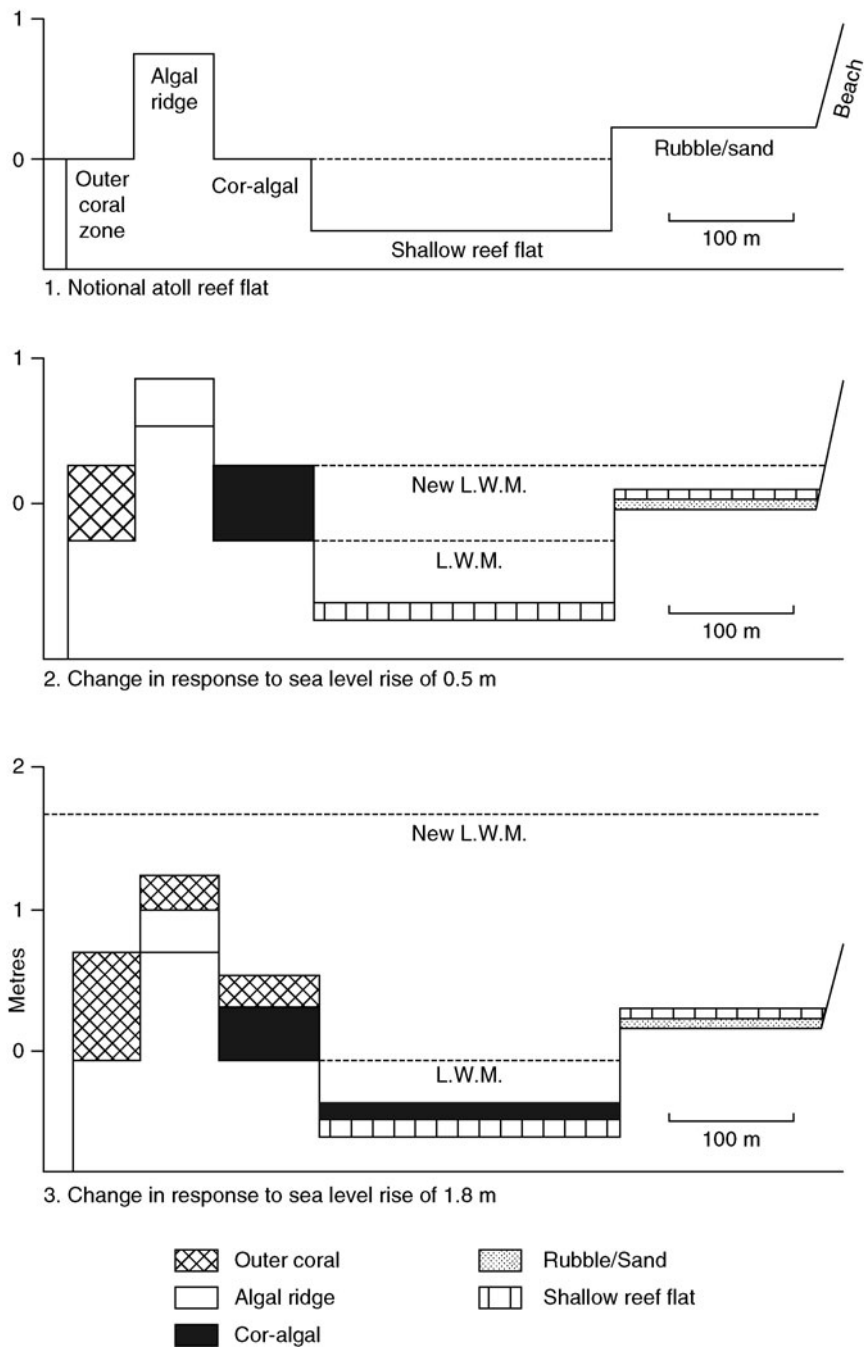 1
Algal
ridge
Beach
0
Rubble/sand
Outer
coral
zone
Cor-algal
100 m
Shallow reef flat
1. Notional atoll reef flat
1
New L.W.M.
0
L.W.M.
100 m
2. Change in response to sea level rise of 0.5 m
2
New L.W.M.
1
Metres
0
L.W.M.
100 m
3. Change in response to sea level rise of 1.8 m
Outer coral
Rubble/Sand
Algal ridge
Shallow reef flat
Cor-algal